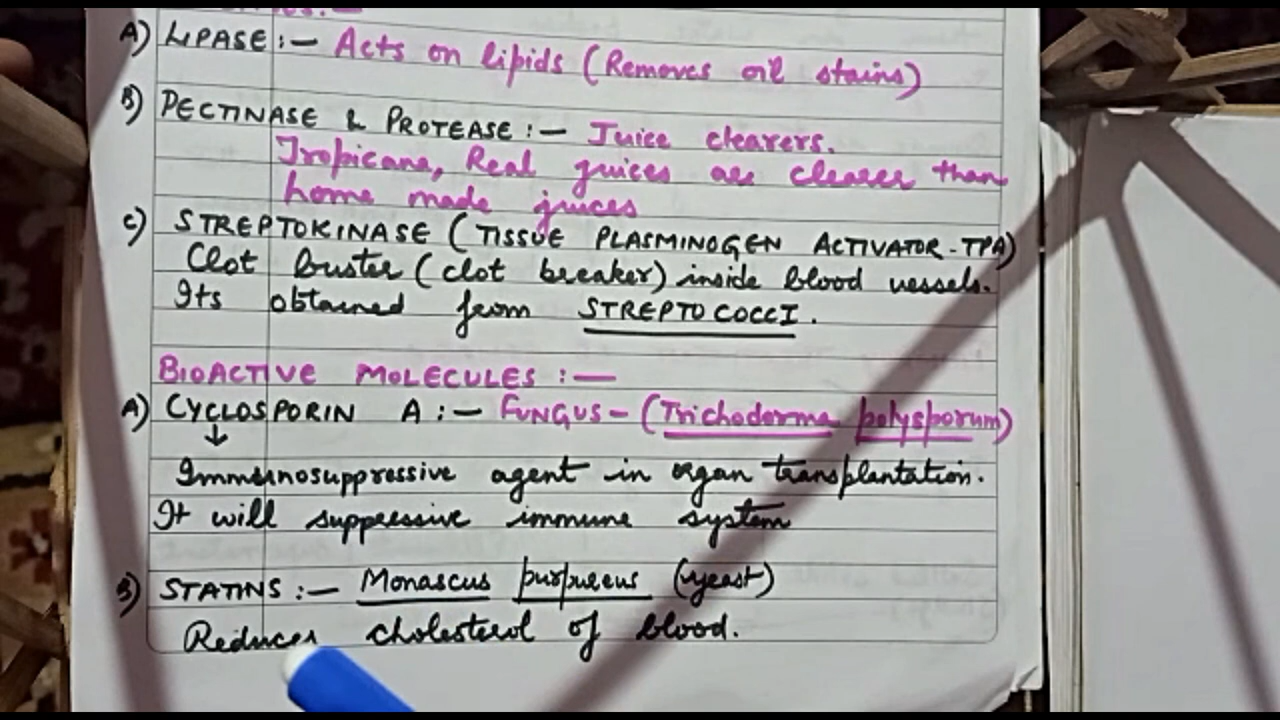 A) LIPASE :- Acts on lipids (Removes oil stains)
B) PECTINASE & PROTEASE :- Juice clearers.
Tropicana, Real juices are clearer than
home made juices
C) STREPTOKINASE (TISSUE PLASMINOGEN ACTIVATOR-TPA)
Clot buster (clot breaker) inside blood vessels.
Its obtained from STREPTOCOCCI.
BIOACTIVE MOLECULES :-
A) CYCLOSPORIN A :- FUNGUS - (Trichoderma polysporum)
↓
Immunosuppressive agent in organ transplantation.
It will suppressive immune system
B) STATINS :- Monascus purpureus (yeast)
Reduces cholesterol of blood.